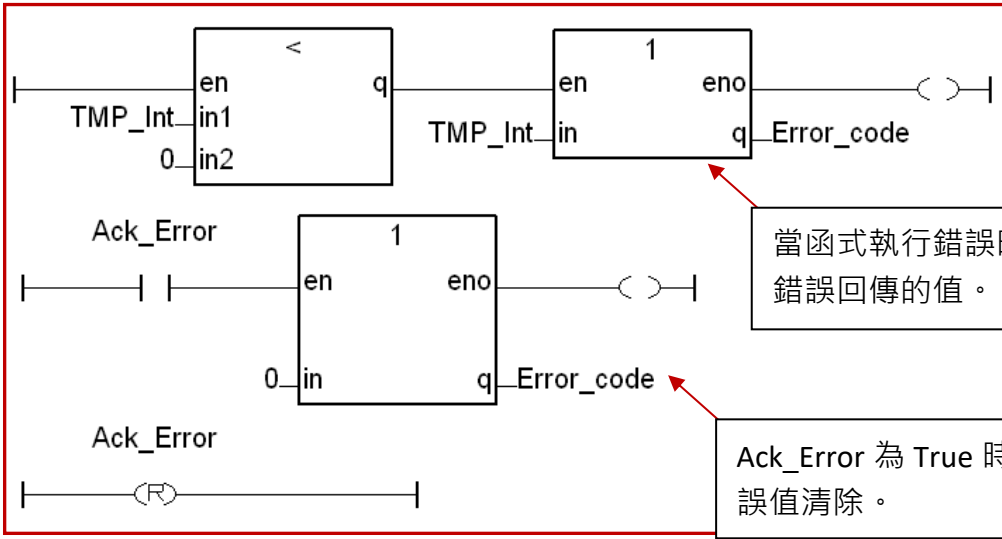 <
en q
TMP_Int in1
0 in2
1
en eno
TMP_Int in
q Error_code
當函式執行錯誤
錯誤回傳的值。
Ack_Error
1
en eno
0 in q Error_code
Ack_Error 為 True 時
誤值清除。
Ack_Error
R